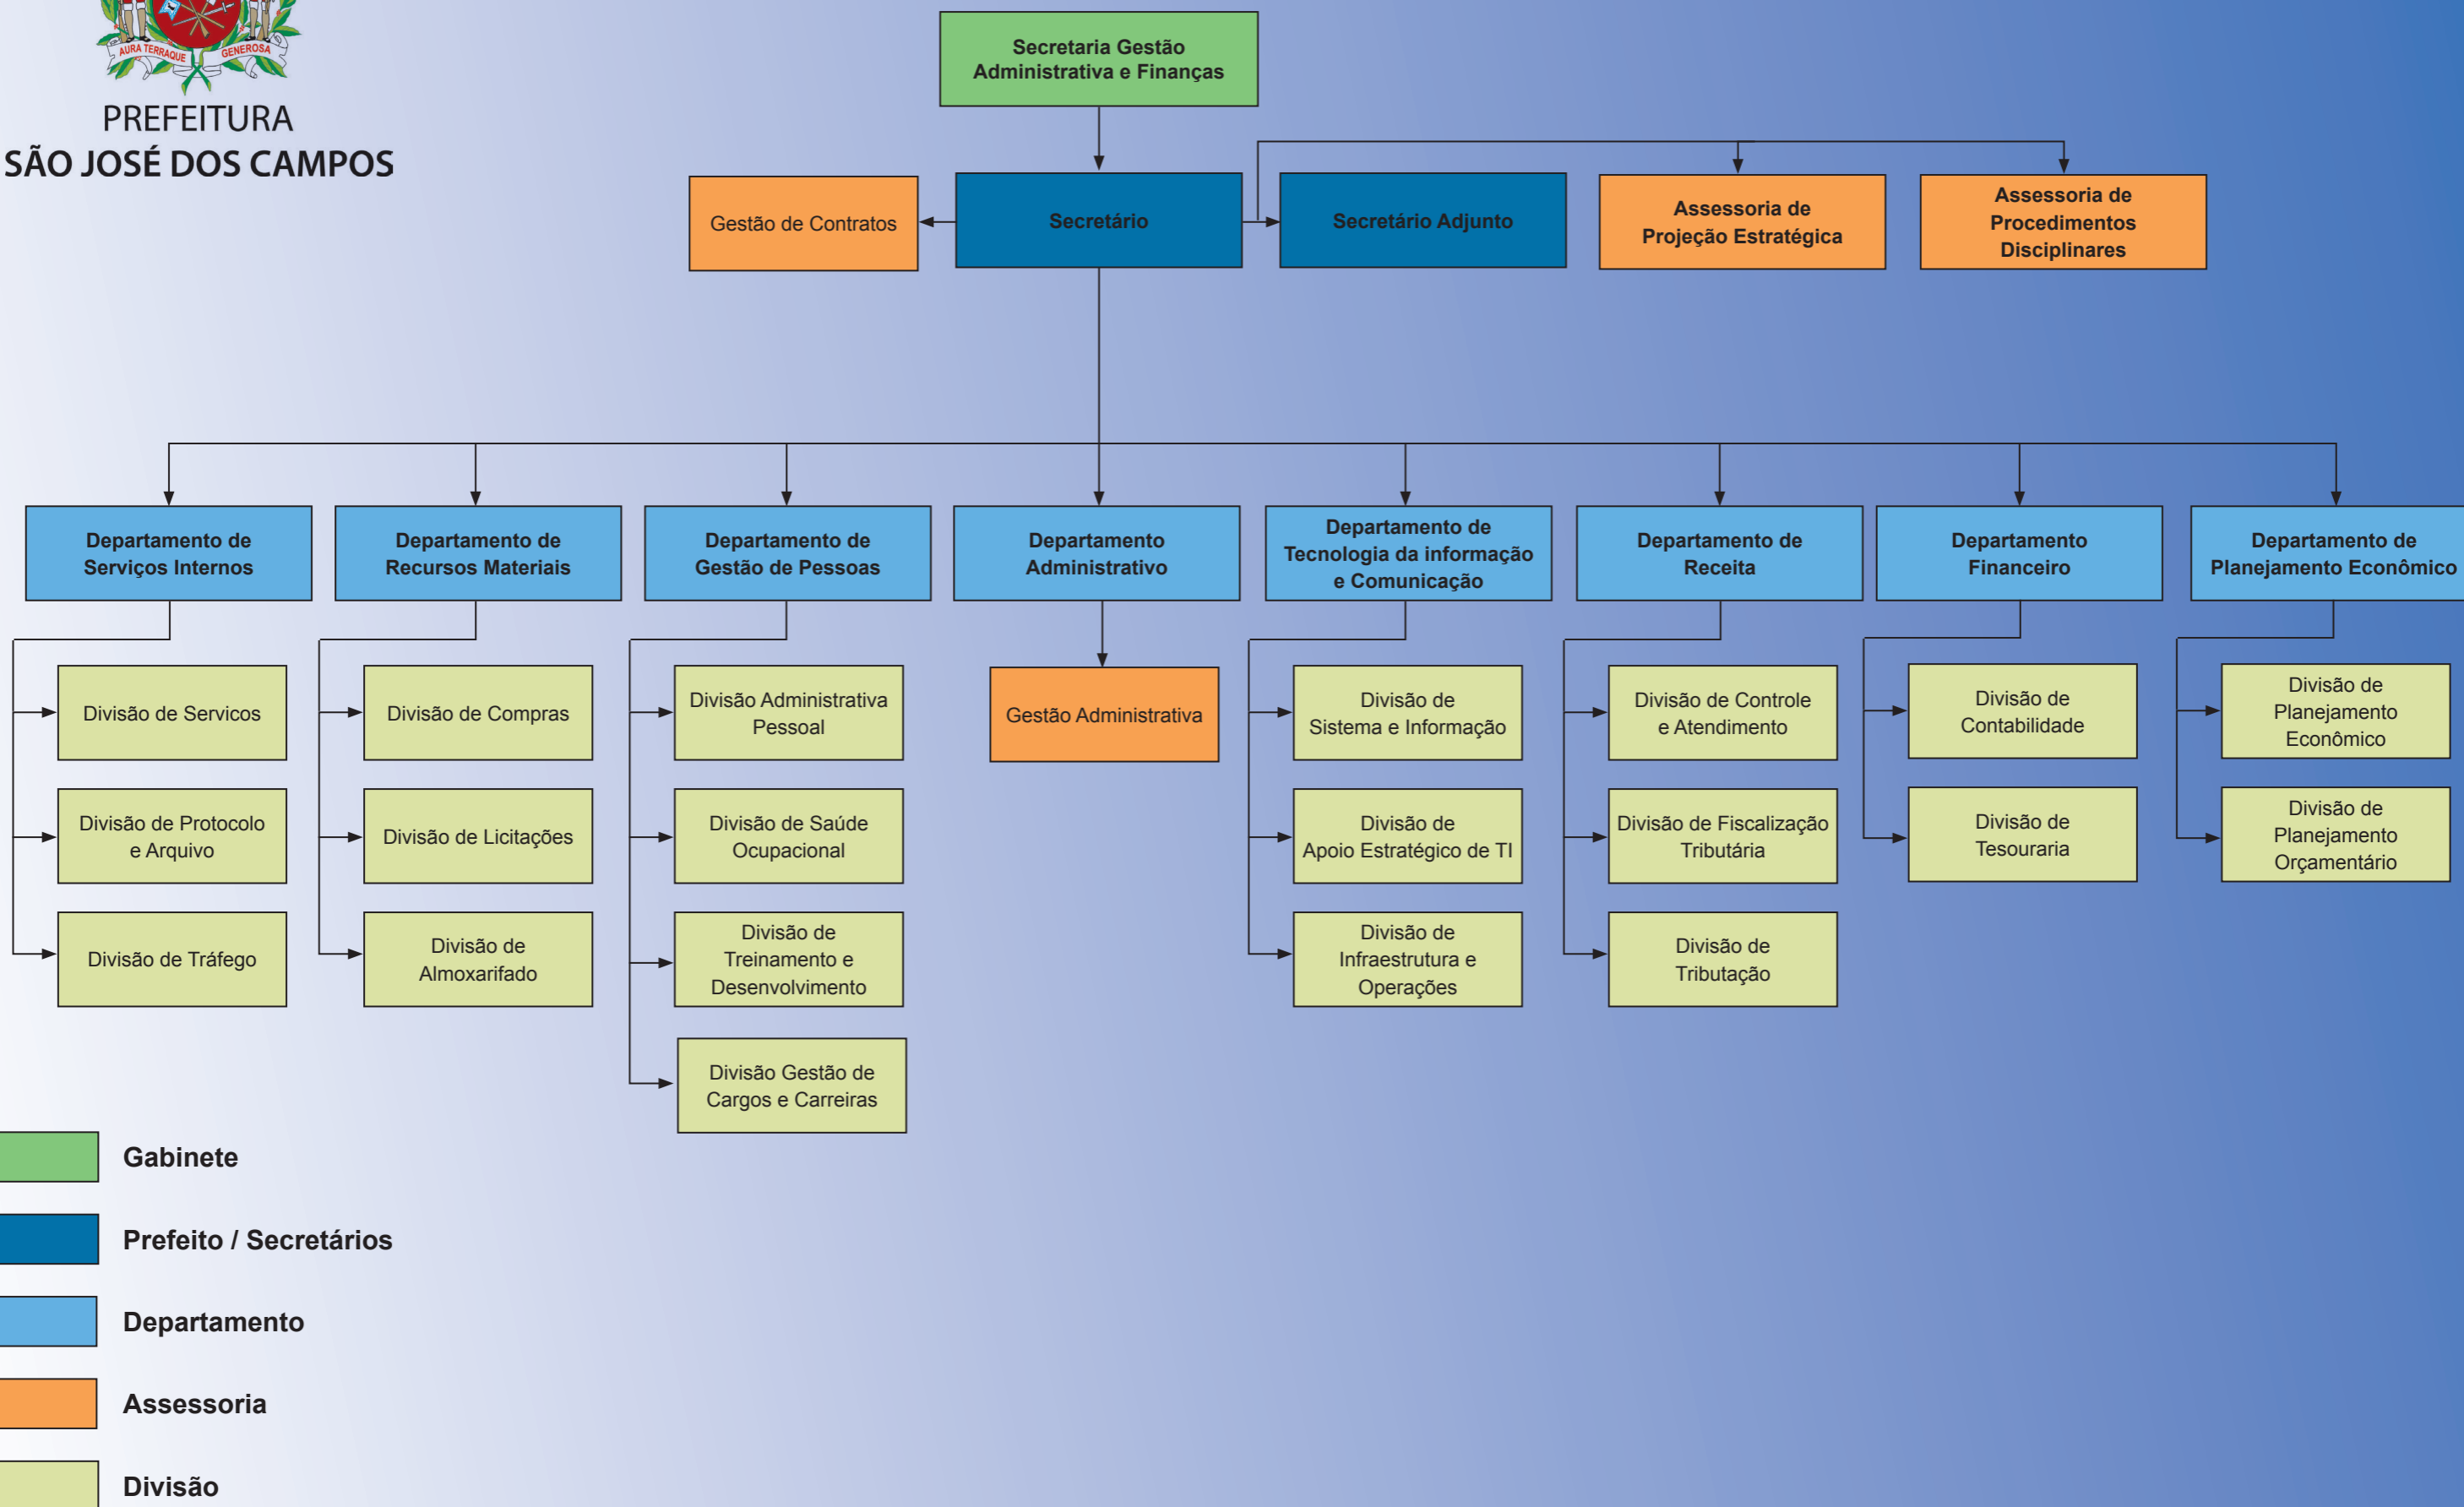 AURA TERRAQUE GENEROSA
PREFEITURA
SÃO JOSÉ DOS CAMPOS
Secretaria Gestão
Administrativa e Finanças
Gestão de Contratos
Secretário
Secretário Adjunto
Assessoria de
Projeção Estratégica
Assessoria de
Procedimentos
Disciplinares
Departamento de
Serviços Internos
Departamento de
Recursos Materiais
Departamento de
Gestão de Pessoas
Departamento
Administrativo
Departamento de
Tecnologia da informação
e Comunicação
Departamento de
Receita
Departamento
Financeiro
Departamento de
Planejamento Econômico
Divisão de Servicos
Divisão de Protocolo
e Arquivo
Divisão de Tráfego
Divisão de Compras
Divisão de Licitações
Divisão de
Almoxarifado
Divisão Administrativa
Pessoal
Divisão de Saúde
Ocupacional
Divisão de
Treinamento e
Desenvolvimento
Divisão Gestão de
Cargos e Carreiras
Gestão Administrativa
Divisão de
Sistema e Informação
Divisão de
Apoio Estratégico de TI
Divisão de
Infraestrutura e
Operações
Divisão de Controle
e Atendimento
Divisão de Fiscalização
Tributária
Divisão de
Tributação
Divisão de
Contabilidade
Divisão de
Tesouraria
Divisão de
Planejamento
Econômico
Divisão de
Planejamento
Orçamentário
Gabinete
Prefeito / Secretários
Departamento
Assessoria
Divisão